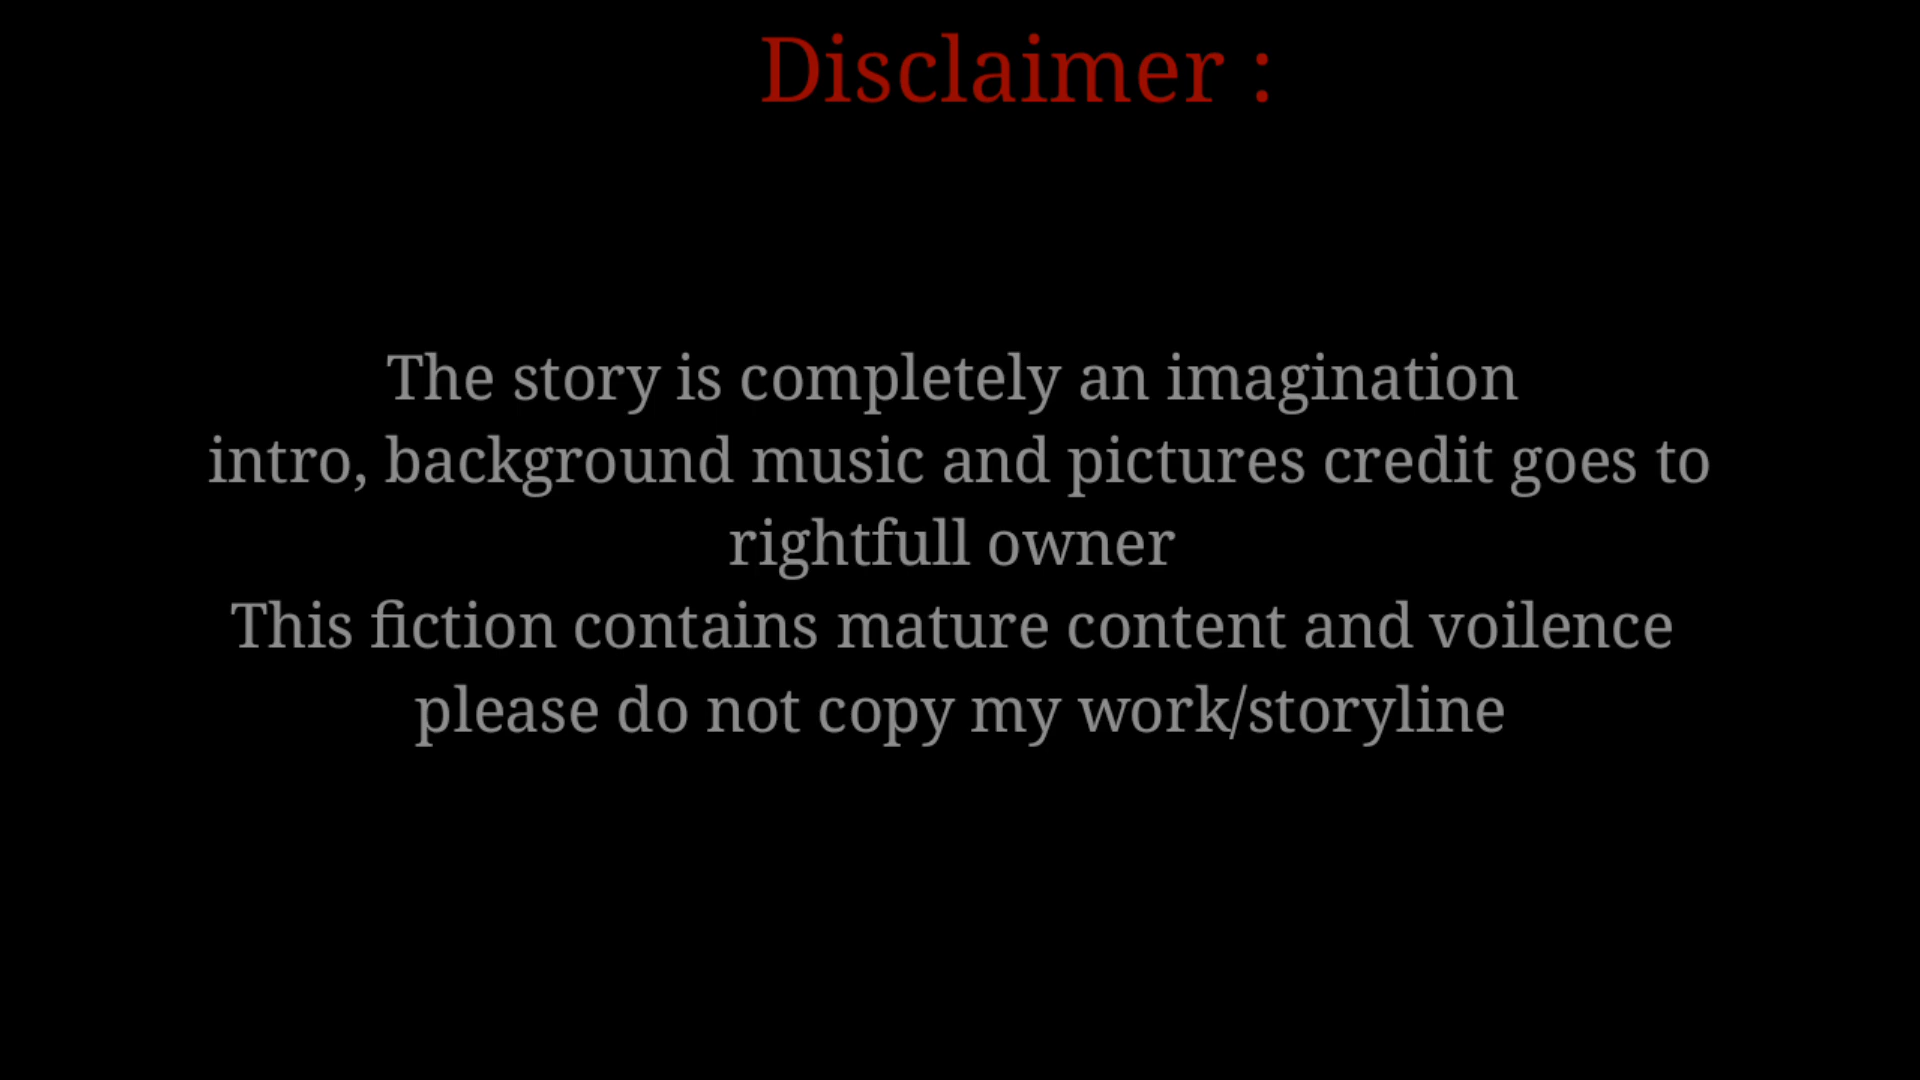 Disclaimer :
The story is completely an imagination
intro, background music and pictures credit goes to
rightfull owner
This fiction contains mature content and voilence
please do not copy my work/storyline